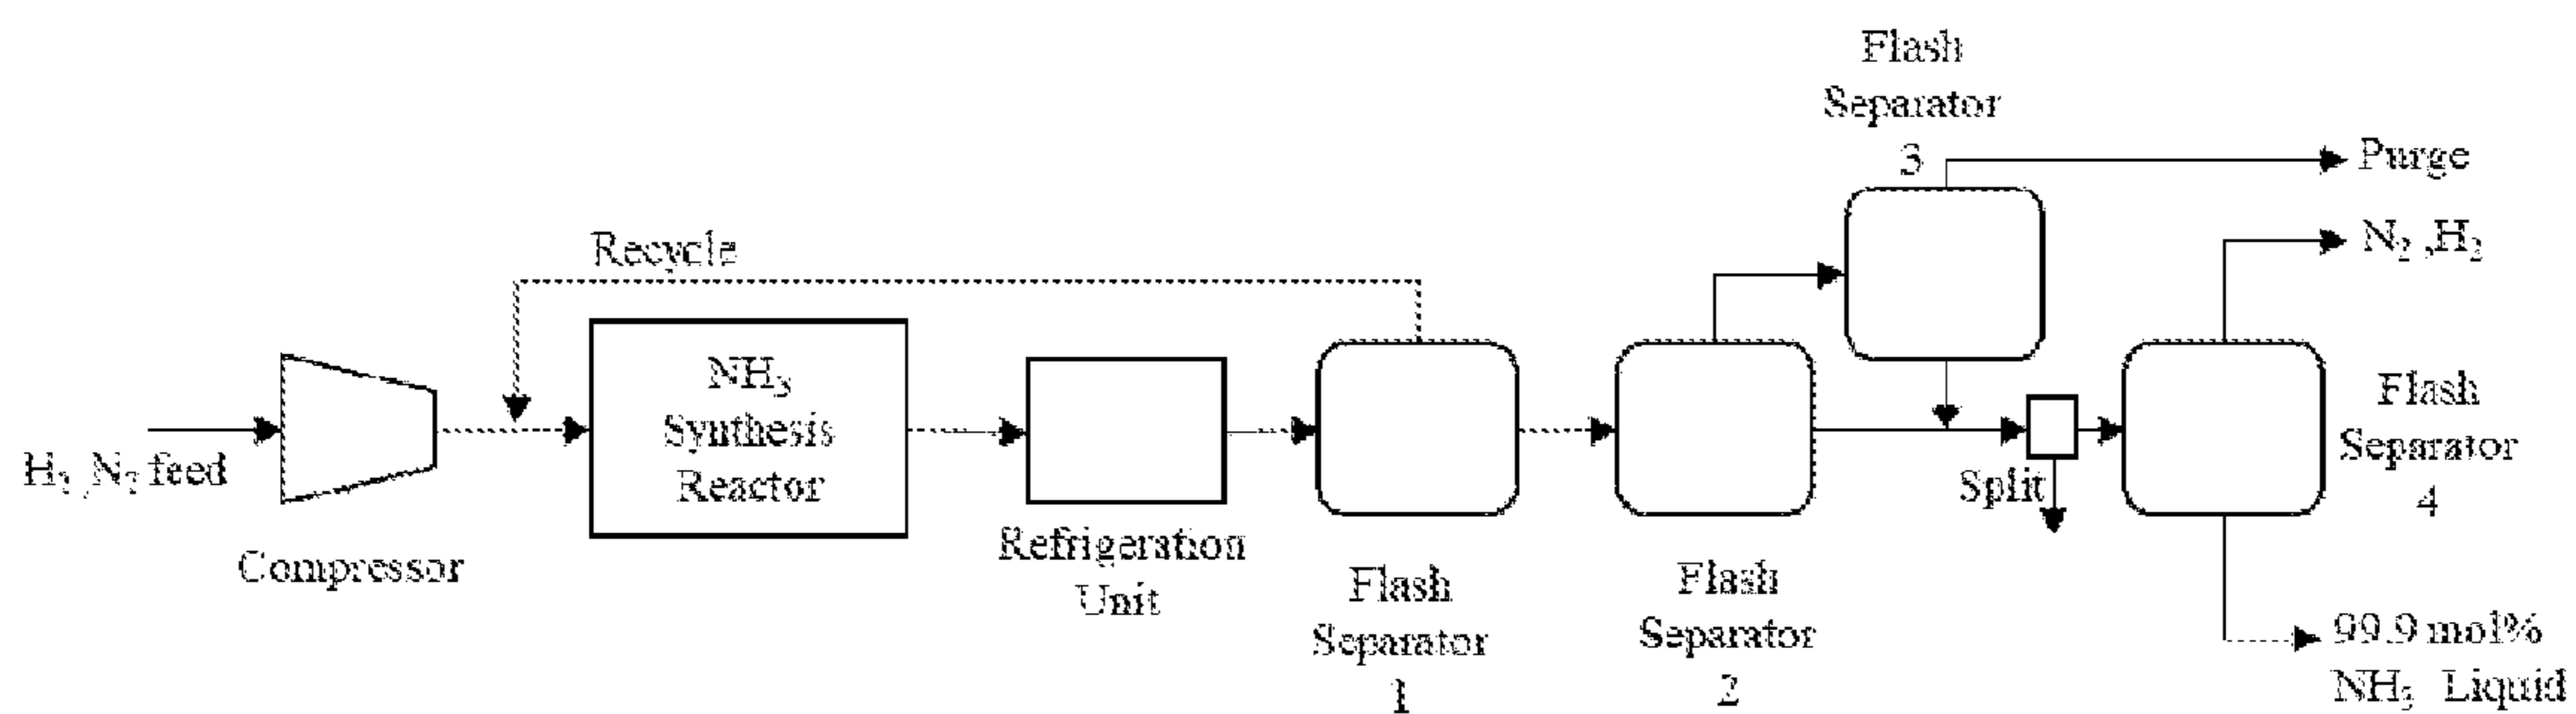 H₂ ,N₂ feed
Compressor
Recycle
NH₃
Synthesis
Reactor
Refrigeration
Unit
Flash
Separator
1
Flash
Separator
2
Flash
Separator
3
Purge
N₂ ,H₂
Split
Flash
Separator
4
99.9 mol%
NH₃ Liquid